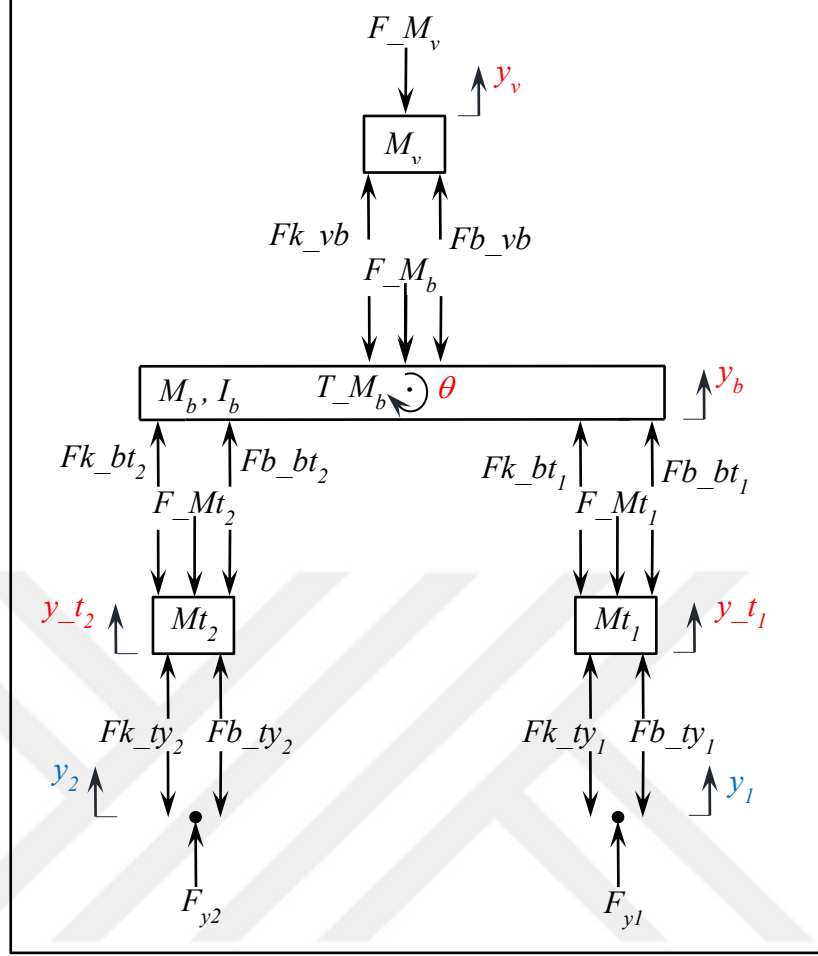 F_M_v
y_v
M_v
Fk_vb Fb_vb
F_M_b
M_b, I_b T_M_b θ y_b
Fk_bt_2 Fb_bt_2 Fk_bt_1 Fb_bt_1
F_Mt_2 F_Mt_1
y_t_2 Mt_2 Mt_1 y_t_1
Fk_ty_2 Fb_ty_2 Fk_ty_1 Fb_ty_1
y_2 y_1
F_y2 F_y1